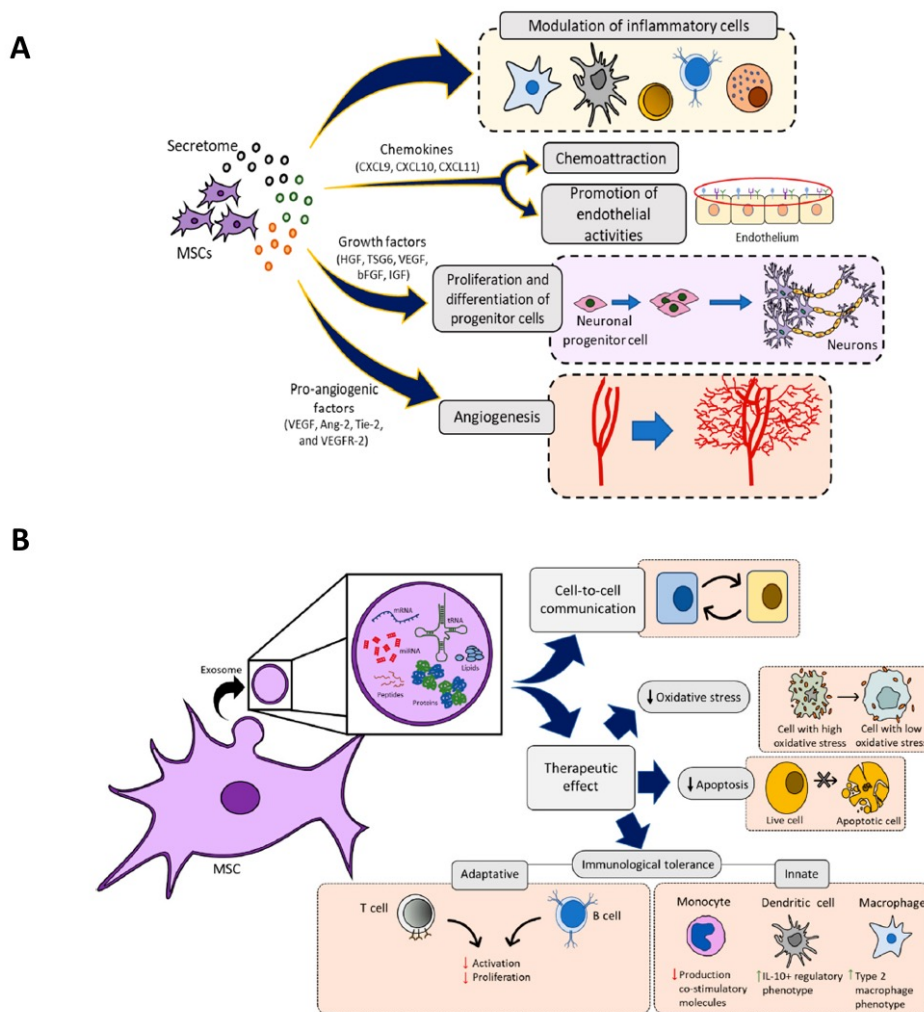 A
Modulation of inflammatory cells
Secretome
MSCs
Chemokines
(CXCL9, CXCL10, CXCL11)
Chemoattraction
Promotion of
endothelial
activities
Endothelium
Growth factors
(HGF, TSG6, VEGF,
bFGF, IGF)
Proliferation and
differentiation of
progenitor cells
Neuronal
progenitor cell
Neurons
Pro-angiogenic
factors
(VEGF, Ang-2, Tie-2,
and VEGFR-2)
Angiogenesis
B
Exosome
MSC
mRNA
tRNA
miRNA
Lipids
Peptides
Proteins
Cell-to-cell
communication
Therapeutic
effect
↓ Oxidative stress
Cell with high
oxidative stress
Cell with low
oxidative stress
↓ Apoptosis
Live cell
Apoptotic cell
Immunological tolerance
Adaptative
T cell
B cell
↓ Activation
↓ Proliferation
Innate
Monocyte
Dendritic cell
Macrophage
↓ Production
co-stimulatory
molecules
↑ IL-10+ regulatory
phenotype
↑ Type 2
macrophage
phenotype